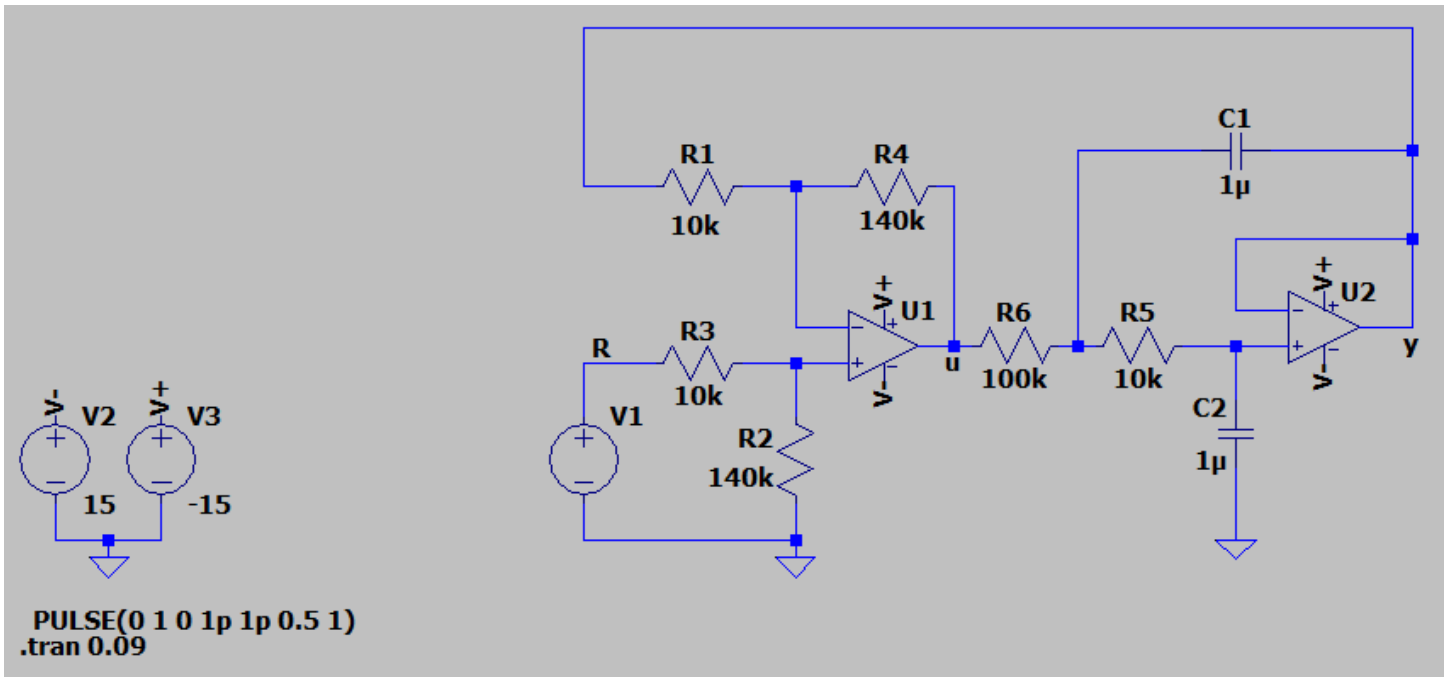 C1
1µ
R1
10k
R4
140k
V+
U1
+
−
+
−
V-
V+
U2
+
−
+
−
V-
y
R
R3
10k
u
R6
100k
R5
10k
C2
1µ
V-
V2
+
−
15
V+
V3
+
−
-15
V1
+
−
R2
140k
PULSE(0 1 0 1p 1p 0.5 1)
.tran 0.09